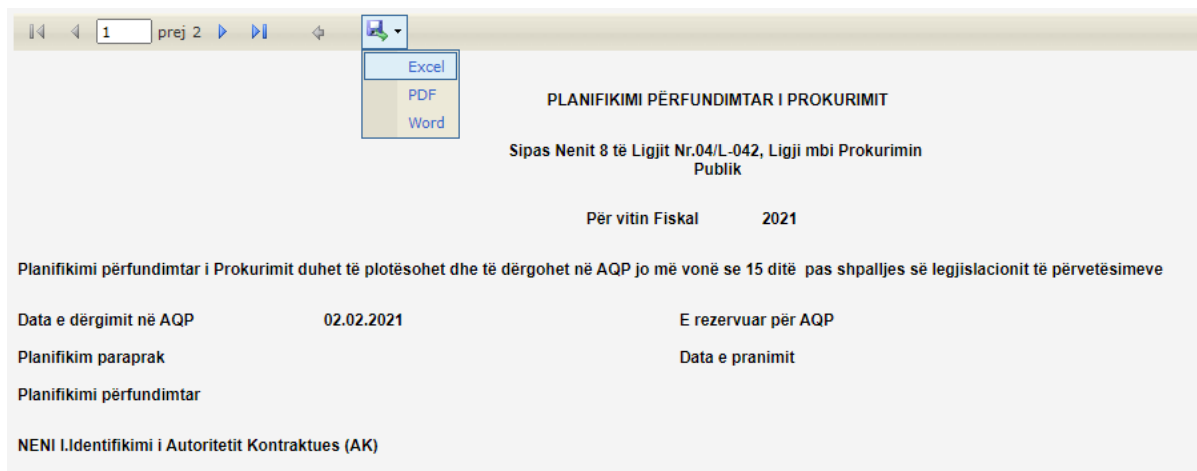 1 prej 2
Excel
PDF
Word
PLANIFIKIMI PËRFUNDIMTAR I PROKURIMIT
Sipas Nenit 8 të Ligjit Nr.04/L-042, Ligji mbi Prokurimin
Publik
Për vitin Fiskal 2021
Planifikimi përfundimtar i Prokurimit duhet të plotësohet dhe të dërgohet në AQP jo më vonë se 15 ditë pas shpalljes së legjislacionit të përvetësimeve
Data e dërgimit në AQP 02.02.2021 E rezervuar për AQP
Planifikim paraprak Data e pranimit
Planifikimi përfundimtar
NENI I.Identifikimi i Autoritetit Kontraktues (AK)